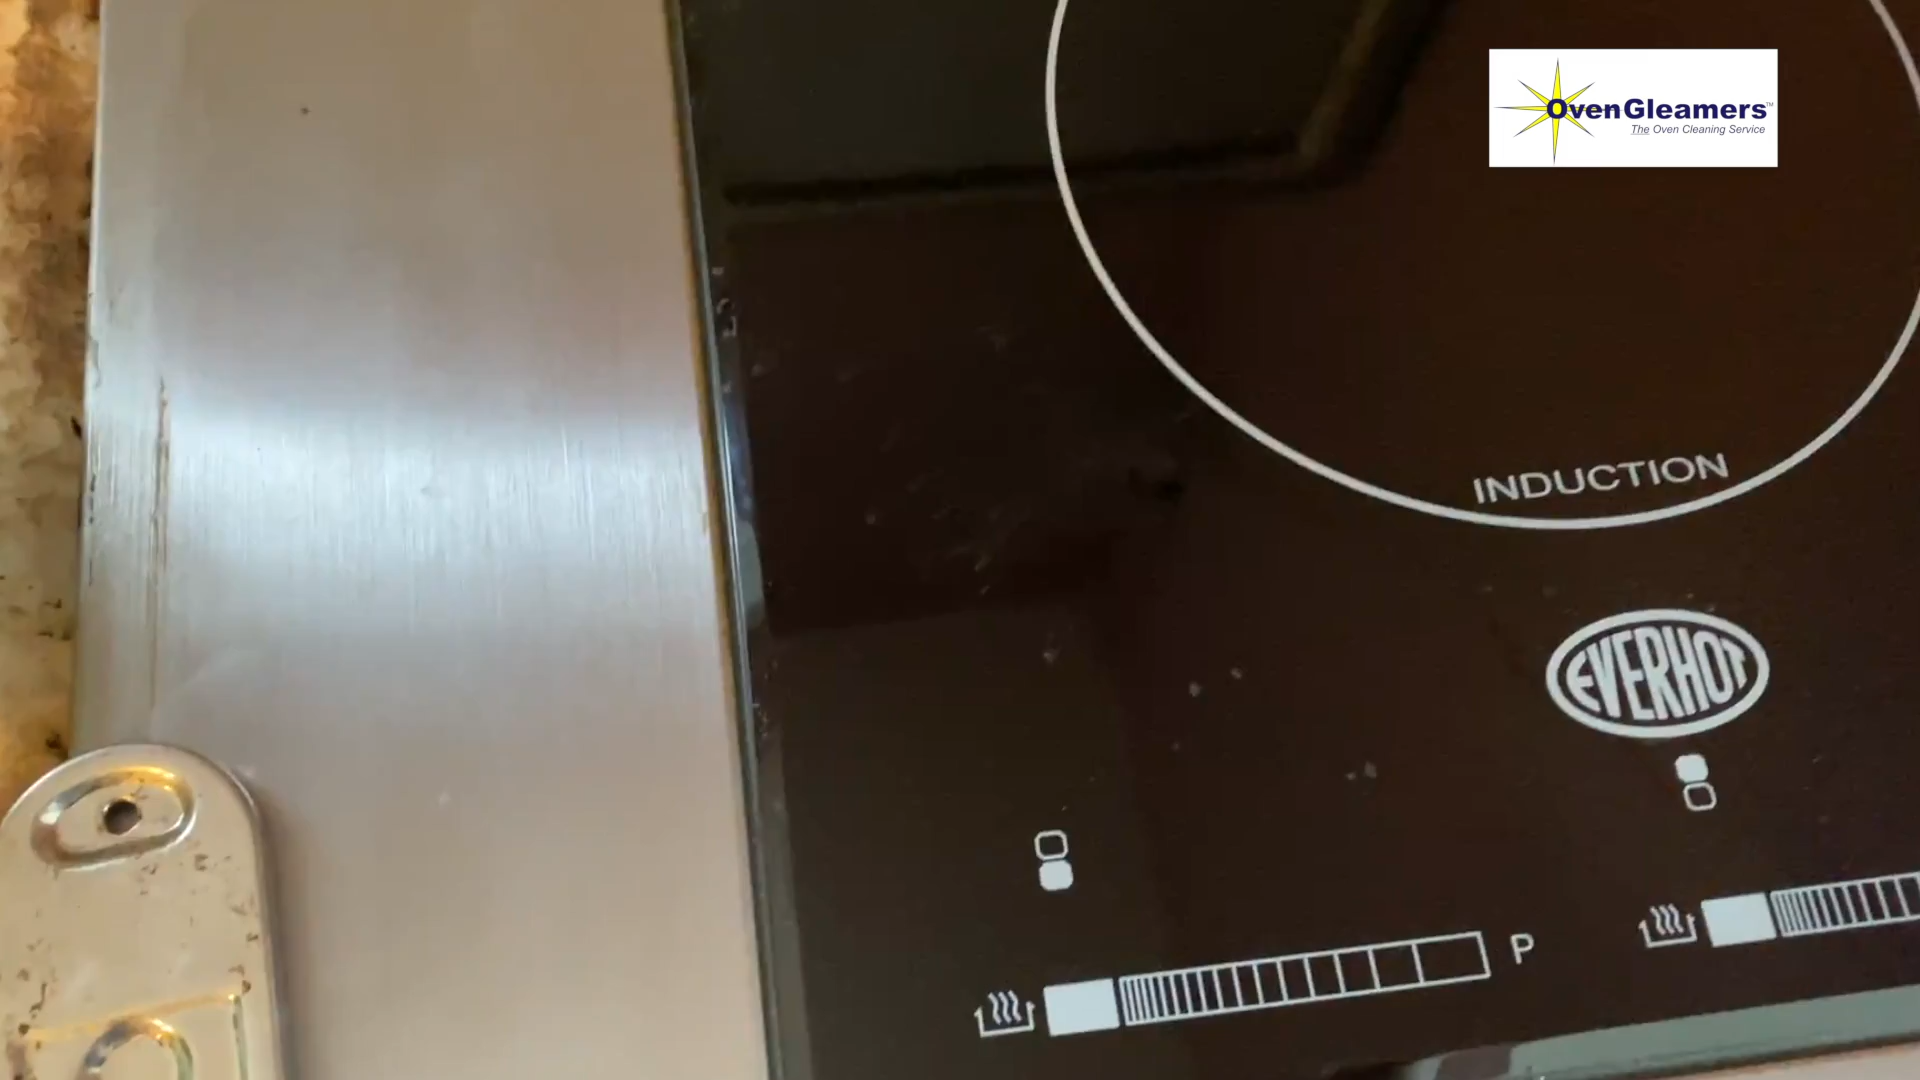 OvenGleamers™
The Oven Cleaning Service
INDUCTION
EVERHOT
P